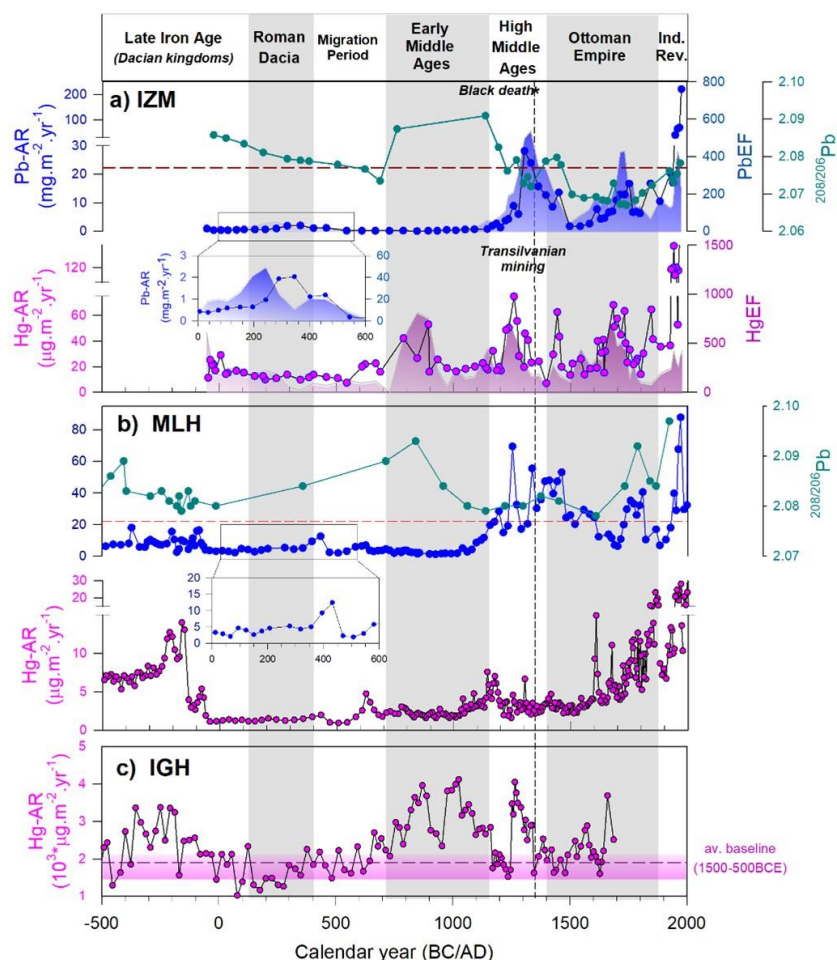 Late Iron Age
(Dacian kingdoms)
Roman
Dacia
Migration
Period
Early
Middle
Ages
High
Middle
Ages
Ottoman
Empire
Ind.
Rev.
a) IZM
Black death*
Pb-AR
(mg.m-2.yr-1)
200
100
30
20
10
0
PbEF
800
600
400
200
0
208/206Pb
2.10
2.09
2.08
2.07
2.06
Transilvanian
mining
Hg-AR
(µg.m-2.yr-1)
120
60
40
20
0
HgEF
1500
1000
500
0
Pb-AR
(mg.m-2.yr-1)
3
2
1
0
60
40
20
0
0 200 400 600
b) MLH
80
60
40
20
0
208/206Pb
2.10
2.09
2.08
2.07
20
15
10
5
0
0 100 200 300 400 500 600
Hg-AR
(µg.m-2.yr-1)
30
20
10
5
0
c) IGH
Hg-AR
(103*µg.m-2.yr-1)
5
4
3
2
1
av. baseline
(1500-500BCE)
-500 0 500 1000 1500 2000
Calendar year (BC/AD)